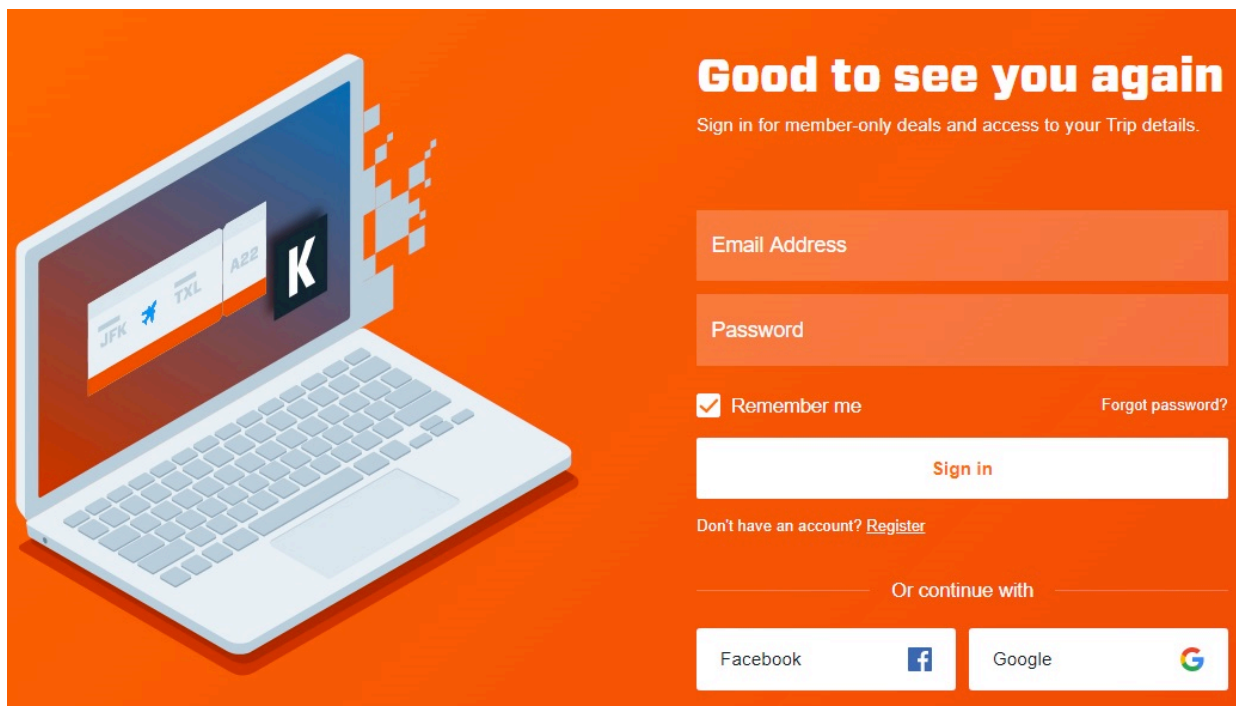 Good to see you again
Sign in for member-only deals and access to your Trip details.
JFK TXL A22
K
Email Address
Password
Remember me Forgot password?
Sign in
Don't have an account? Register
Or continue with
Facebook Google